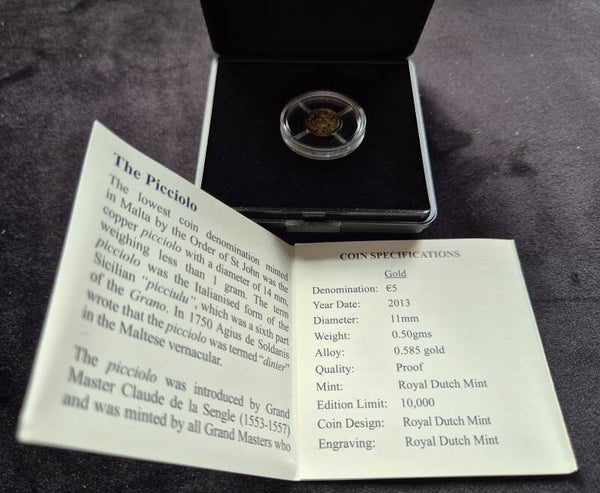 The Picciolo
The lowest coin denomination minted
in Malta by the Order of St John was the
copper picciolo with a diameter of 14 mm,
weighing less than 1 gram. The term
picciolo was the Italianised form of the
Sicilian "picciulu", which was a sixth part
of the Grano. In 1750 Agius de Soldanis
wrote that the picciolo was termed "dinier"
in the Maltese vernacular.
The picciolo was introduced by Grand
Master Claude de la Sengle (1553-1557)
and was minted by all Grand Masters who
COIN SPECIFICATIONS
Gold
Denomination: €5
Year Date: 2013
Diameter: 11mm
Weight: 0.50gms
Alloy: 0.585 gold
Quality: Proof
Mint: Royal Dutch Mint
Edition Limit: 10,000
Coin Design: Royal Dutch Mint
Engraving: Royal Dutch Mint